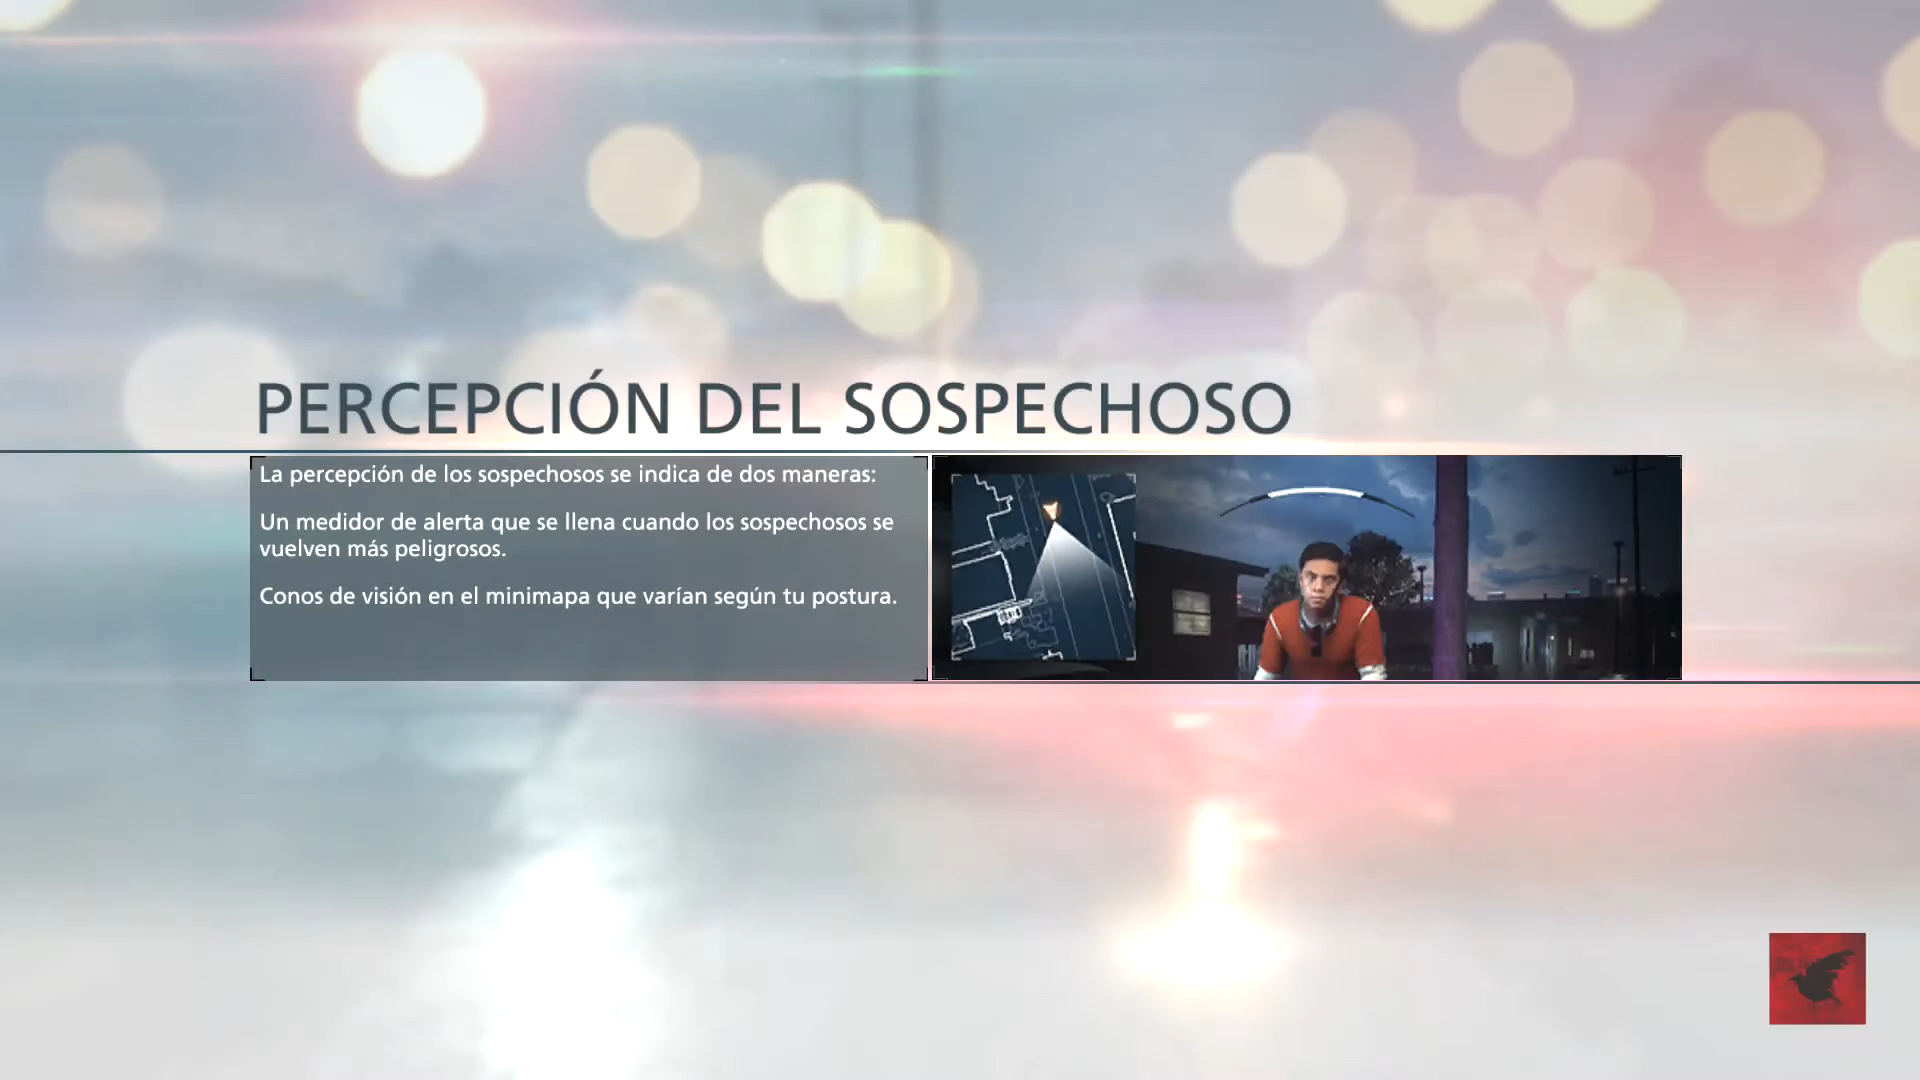 PERCEPCIÓN DEL SOSPECHOSO
La percepción de los sospechosos se indica de dos maneras:
Un medidor de alerta que se llena cuando los sospechosos se
vuelven más peligrosos.
Conos de visión en el minimapa que varían según tu postura.